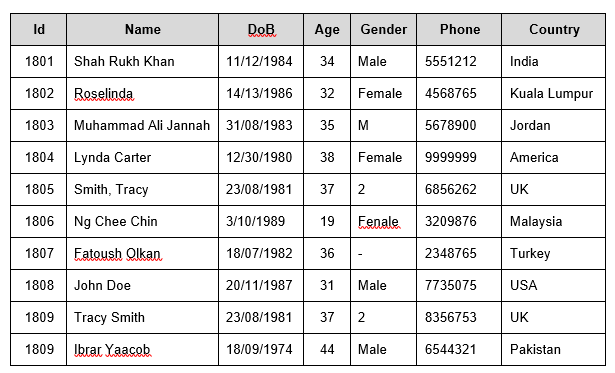 Id Name DoB Age Gender Phone Country
1801 Shah Rukh Khan 11/12/1984 34 Male 5551212 India
1802 Roselinda 14/13/1986 32 Female 4568765 Kuala Lumpur
1803 Muhammad Ali Jannah 31/08/1983 35 M 5678900 Jordan
1804 Lynda Carter 12/30/1980 38 Female 9999999 America
1805 Smith, Tracy 23/08/1981 37 2 6856262 UK
1806 Ng Chee Chin 3/10/1989 19 Fenale 3209876 Malaysia
1807 Fatoush Olkan 18/07/1982 36 - 2348765 Turkey
1808 John Doe 20/11/1987 31 Male 7735075 USA
1809 Tracy Smith 23/08/1981 37 2 8356753 UK
1809 Ibrar Yaacob 18/09/1974 44 Male 6544321 Pakistan